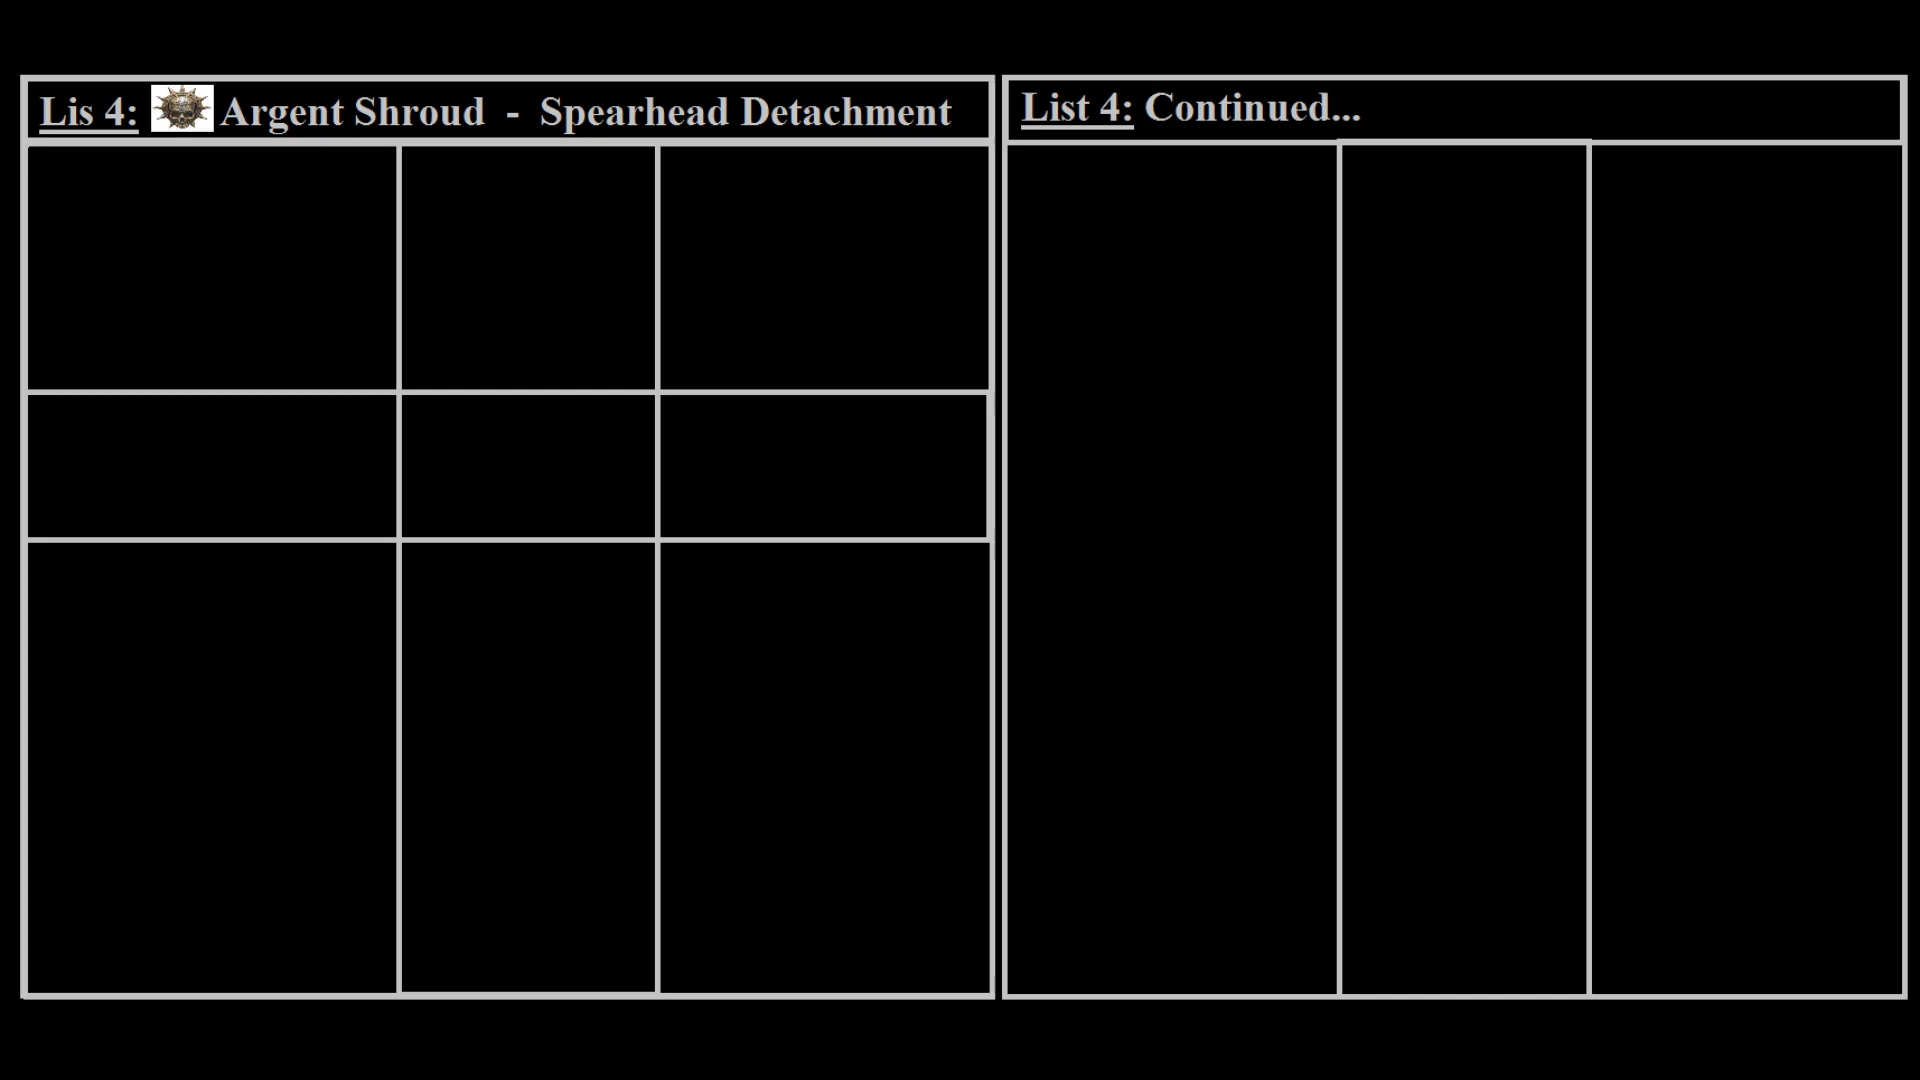 Lis 4: Argent Shroud - Spearhead Detachment
List 4: Continued...